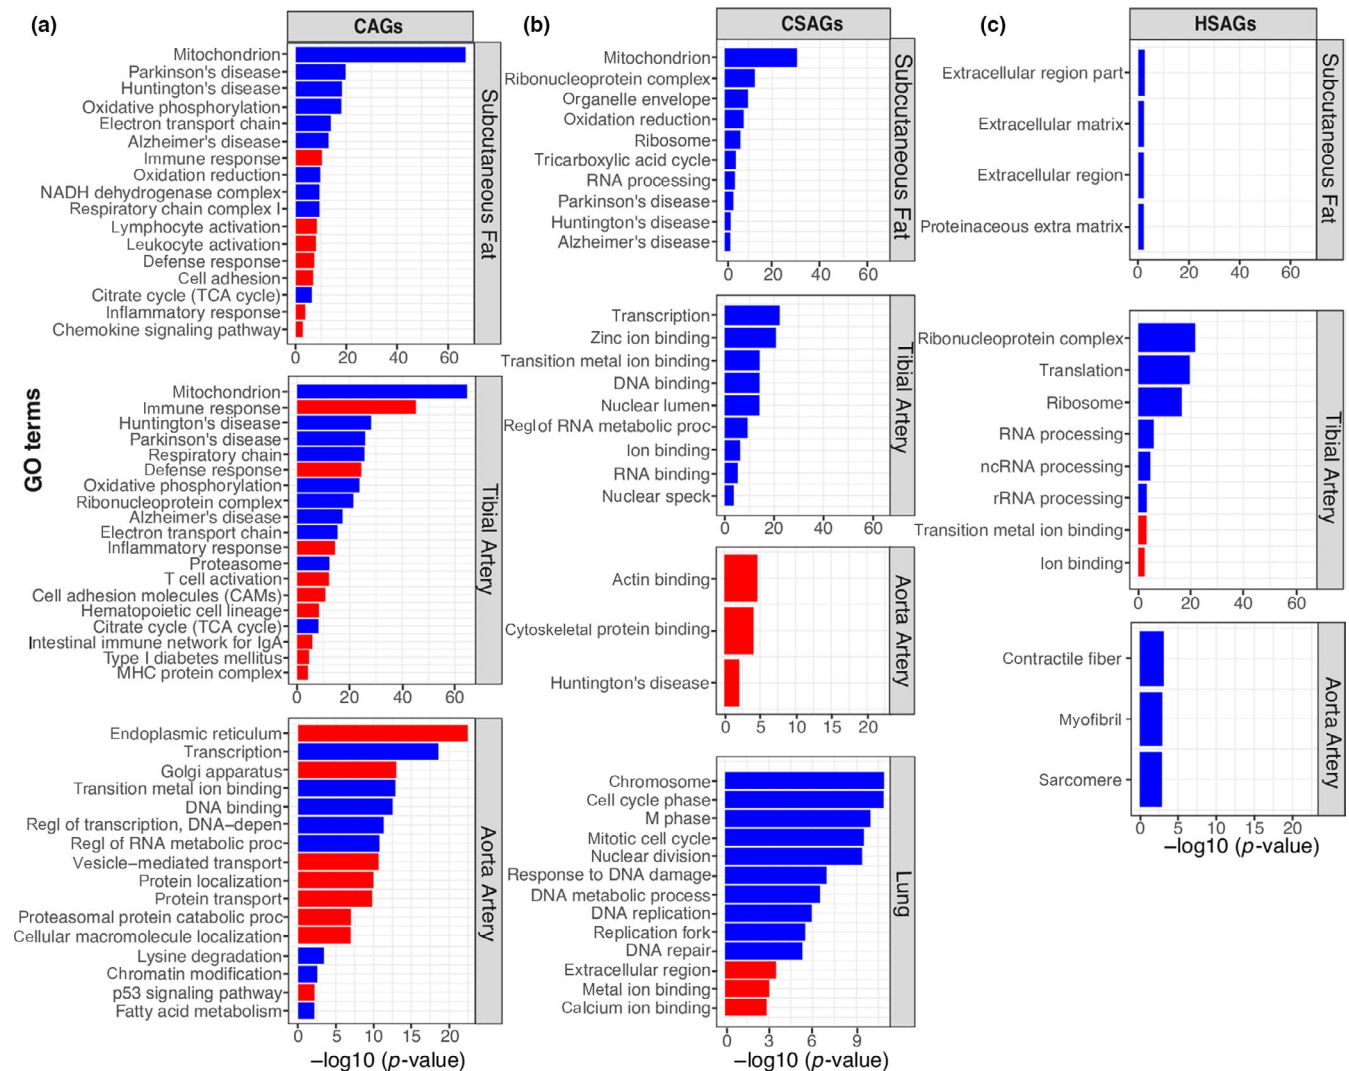 (a)
CAGs
Mitochondrion
Parkinson's disease
Huntington's disease
Oxidative phosphorylation
Electron transport chain
Alzheimer's disease
Immune response
Oxidation reduction
NADH dehydrogenase complex
Respiratory chain complex I
Lymphocyte activation
Leukocyte activation
Defense response
Cell adhesion
Citrate cycle (TCA cycle)
Inflammatory response
Chemokine signaling pathway
0 20 40 60
Subcutaneous Fat
GO terms
Mitochondrion
Immune response
Huntington's disease
Parkinson's disease
Respiratory chain
Defense response
Oxidative phosphorylation
Ribonucleoprotein complex
Alzheimer's disease
Electron transport chain
Inflammatory response
Proteasome
T cell activation
Cell adhesion molecules (CAMs)
Hematopoietic cell lineage
Citrate cycle (TCA cycle)
Intestinal immune network for IgA
Type I diabetes mellitus
MHC protein complex
0 20 40 60
Tibial Artery
Endoplasmic reticulum
Transcription
Golgi apparatus
Transition metal ion binding
DNA binding
Regl of transcription, DNA–depen
Regl of RNA metabolic proc
Vesicle–mediated transport
Protein localization
Protein transport
Proteasomal protein catabolic proc
Cellular macromolecule localization
Lysine degradation
Chromatin modification
p53 signaling pathway
Fatty acid metabolism
0 5 10 15 20
–log10 (p-value)
Aorta Artery
(b)
CSAGs
Mitochondrion
Ribonucleoprotein complex
Organelle envelope
Oxidation reduction
Ribosome
Tricarboxylic acid cycle
RNA processing
Parkinson's disease
Huntington's disease
Alzheimer's disease
0 20 40 60
Subcutaneous Fat
Transcription
Zinc ion binding
Transition metal ion binding
DNA binding
Nuclear lumen
Regl of RNA metabolic proc
Ion binding
RNA binding
Nuclear speck
0 20 40 60
Tibial Artery
Actin binding
Cytoskeletal protein binding
Huntington's disease
0 5 10 15 20
Aorta Artery
Chromosome
Cell cycle phase
M phase
Mitotic cell cycle
Nuclear division
Response to DNA damage
DNA metabolic process
DNA replication
Replication fork
DNA repair
Extracellular region
Metal ion binding
Calcium ion binding
0 3 6 9
–log10 (p-value)
Lung
(c)
HSAGs
Extracellular region part
Extracellular matrix
Extracellular region
Proteinaceous extra matrix
0 20 40 60
Subcutaneous Fat
Ribonucleoprotein complex
Translation
Ribosome
RNA processing
ncRNA processing
rRNA processing
Transition metal ion binding
Ion binding
0 20 40 60
Tibial Artery
Contractile fiber
Myofibril
Sarcomere
0 5 10 15 20
–log10 (p-value)
Aorta Artery